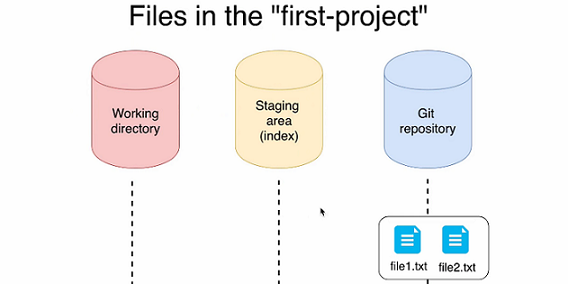 Files in the "first-project"
Working
directory
Staging
area
(index)
Git
repository
file1.txt file2.txt